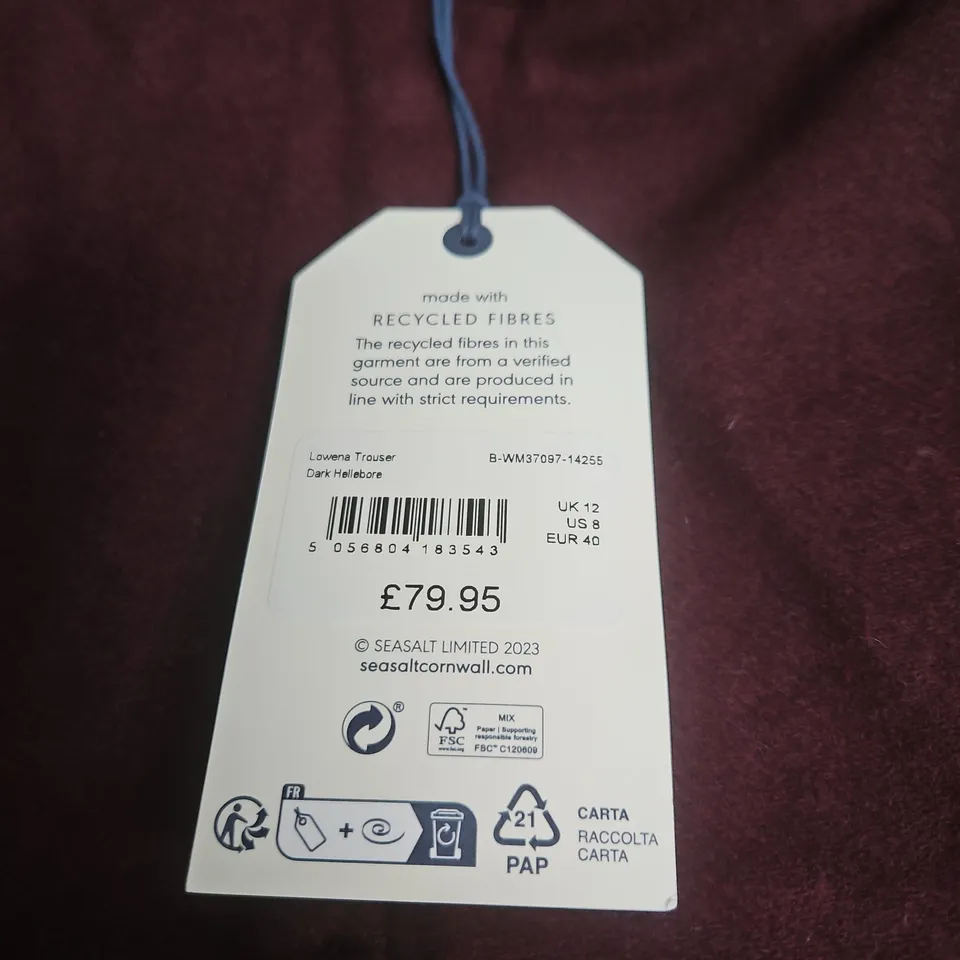 made with
RECYCLED FIBRES
The recycled fibres in this
garment are from a verified
source and are produced in
line with strict requirements.
Lowena Trouser
Dark Hellebore
B-WM37097-14255
UK 12
US 8
EUR 40
5 056804 183543
£79.95
© SEASALT LIMITED 2023
seasaltcornwall.com
®
FSC
www.fsc.org
MIX
Paper | Supporting
responsible forestry
FSC™ C120609
FR
+
21
PAP
CARTA
RACCOLTA
CARTA